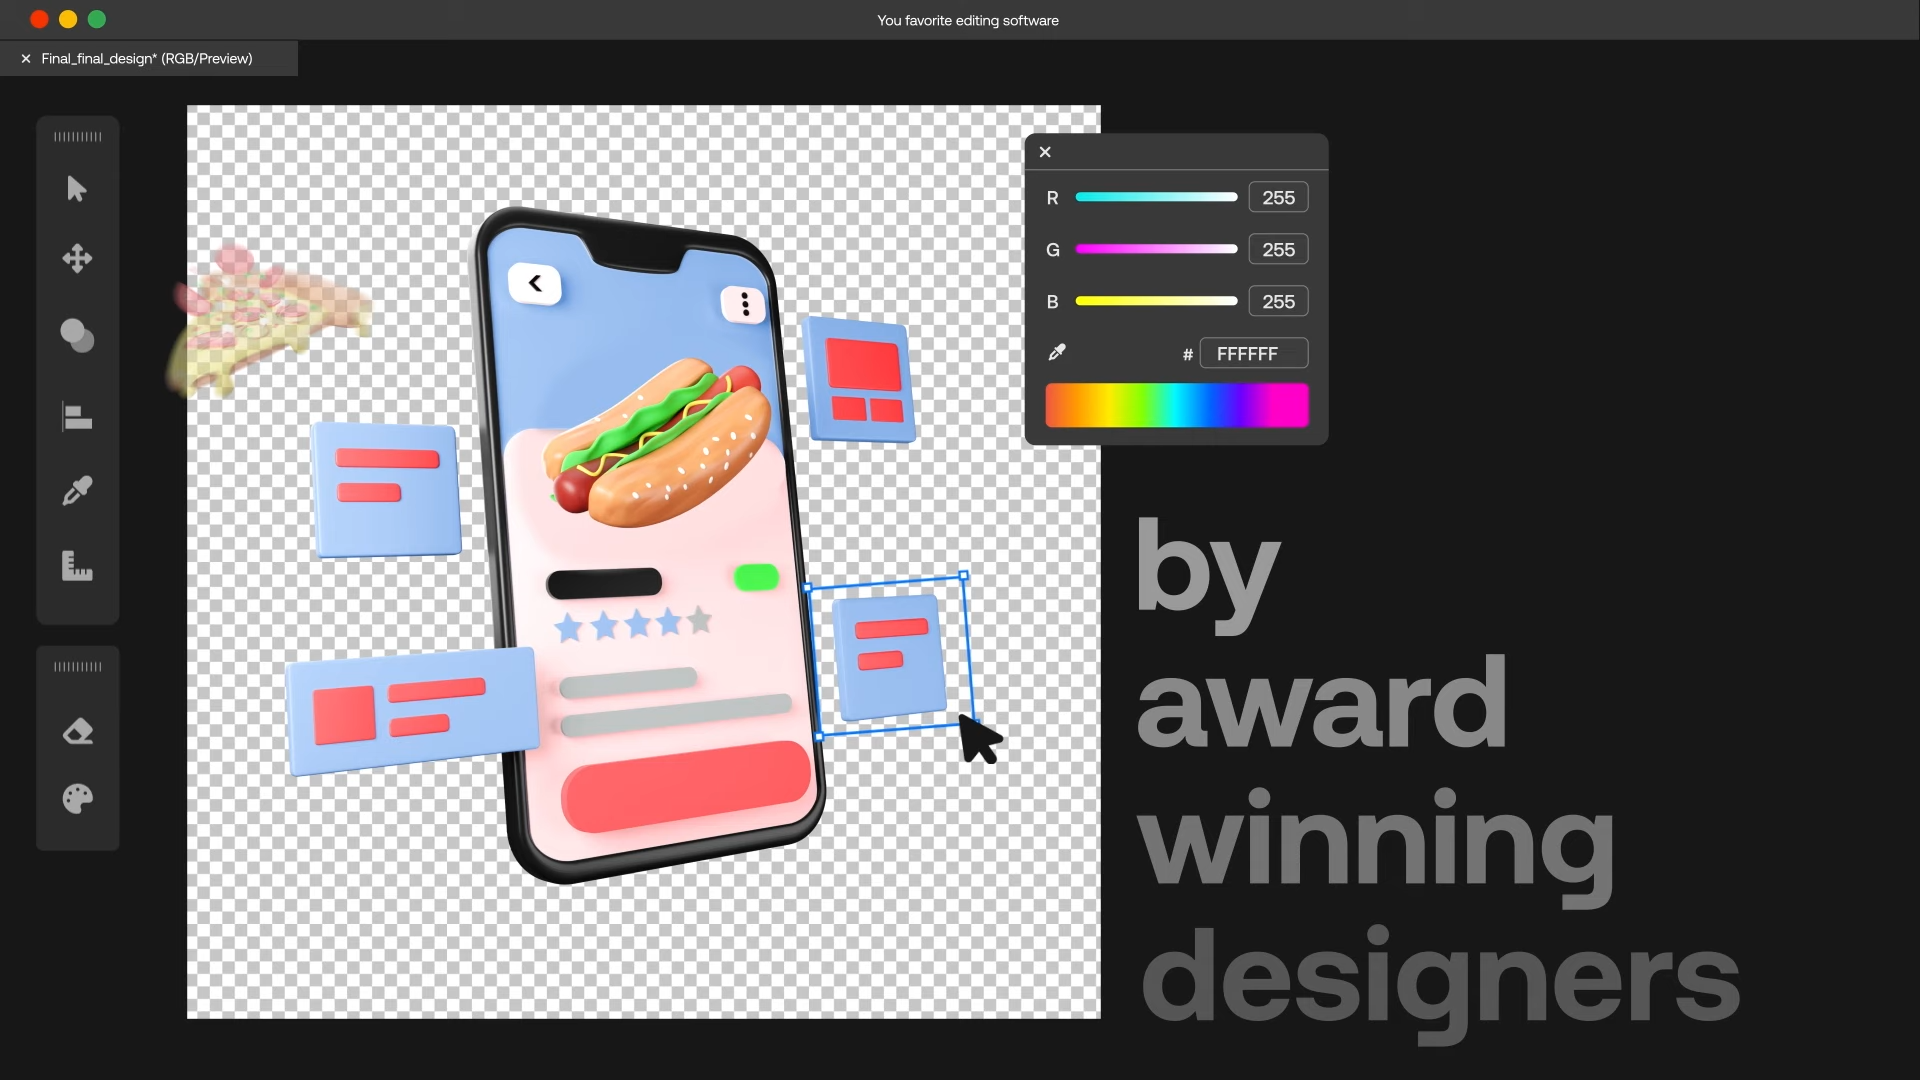 You favorite editing software
Final_final_design* (RGB/Preview)
R 255
G 255
B 255
# FFFFFF
by
award
winning
designers